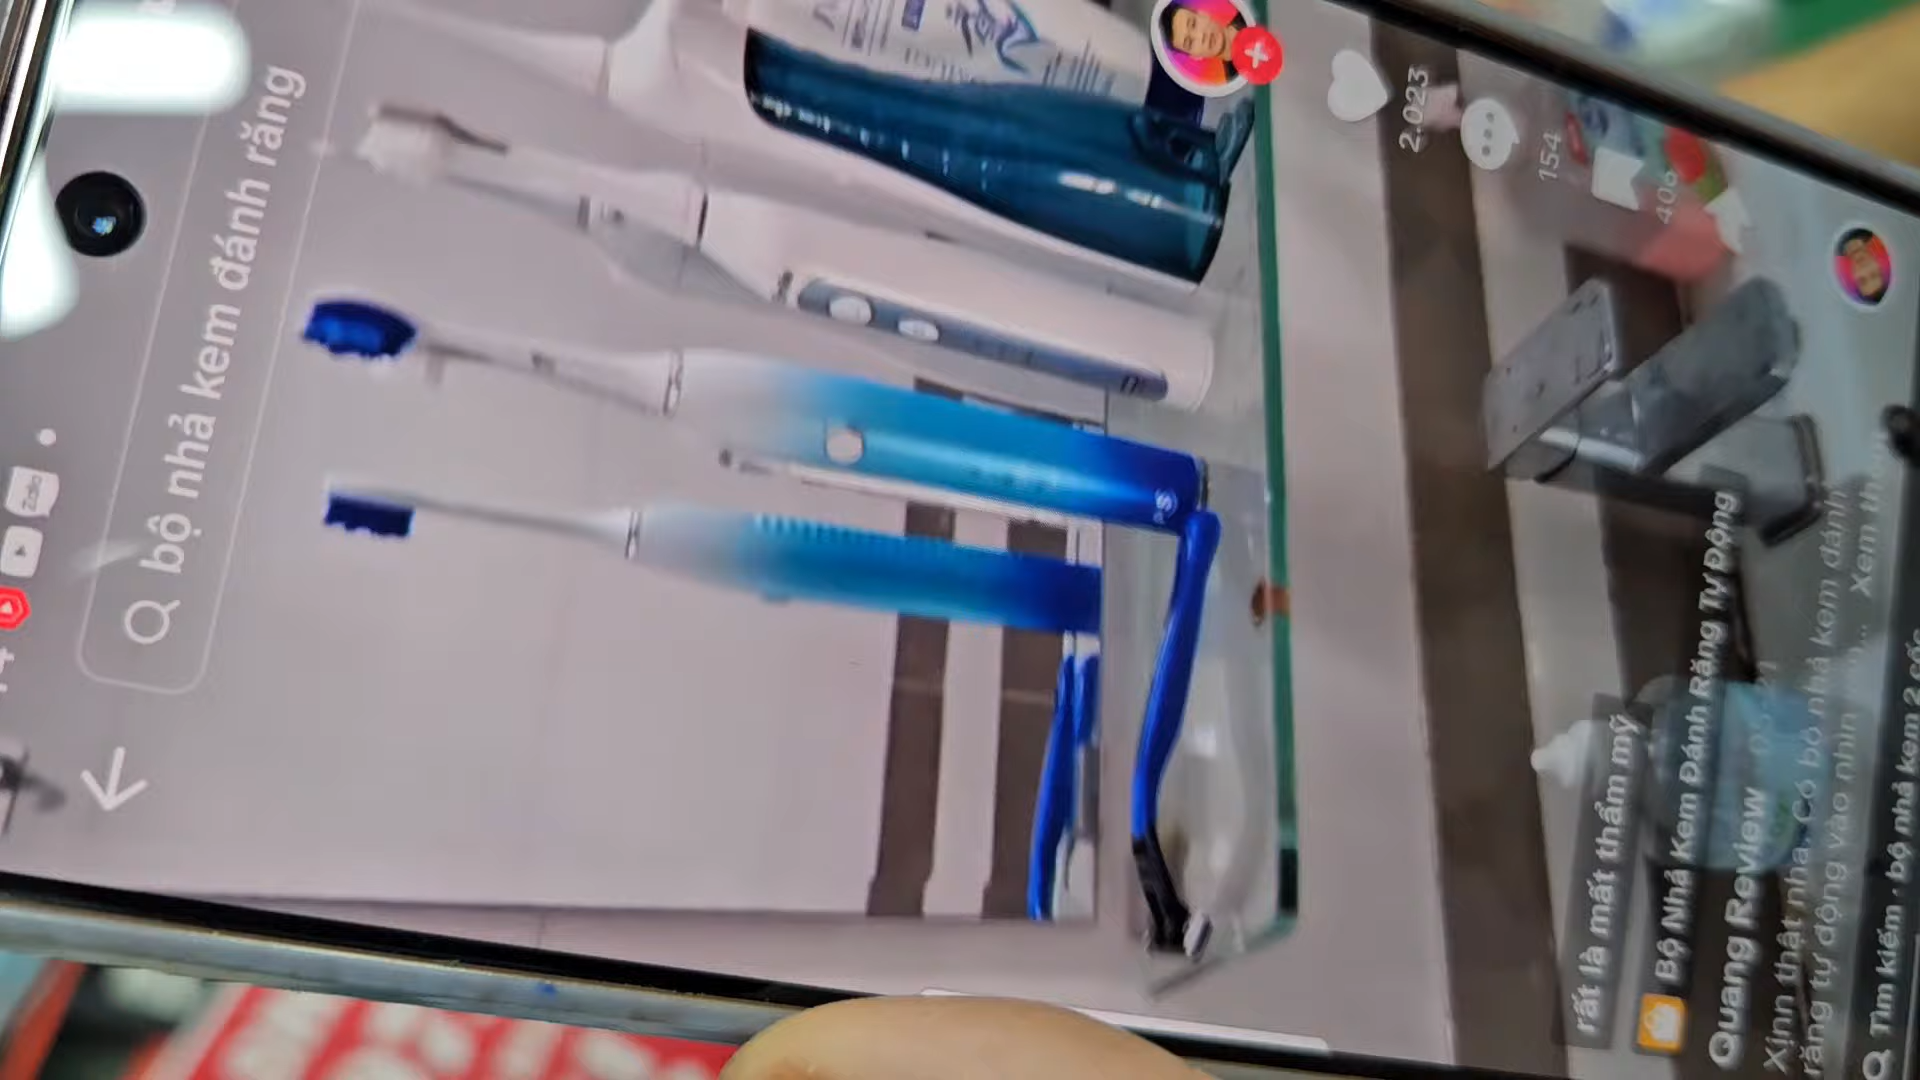 Zalo
bộ nhả kem đánh răng
2.023
154
406
rất là mất thẩm mỹ
Bộ Nhả Kem Đánh Răng Tự Động
Quang Review
Xịnn thật nha. Có bộ nhả kem đánh
răng tự động vào nhìn
Xem thêm
Tìm kiếm · bộ nhả kem 2 cốc